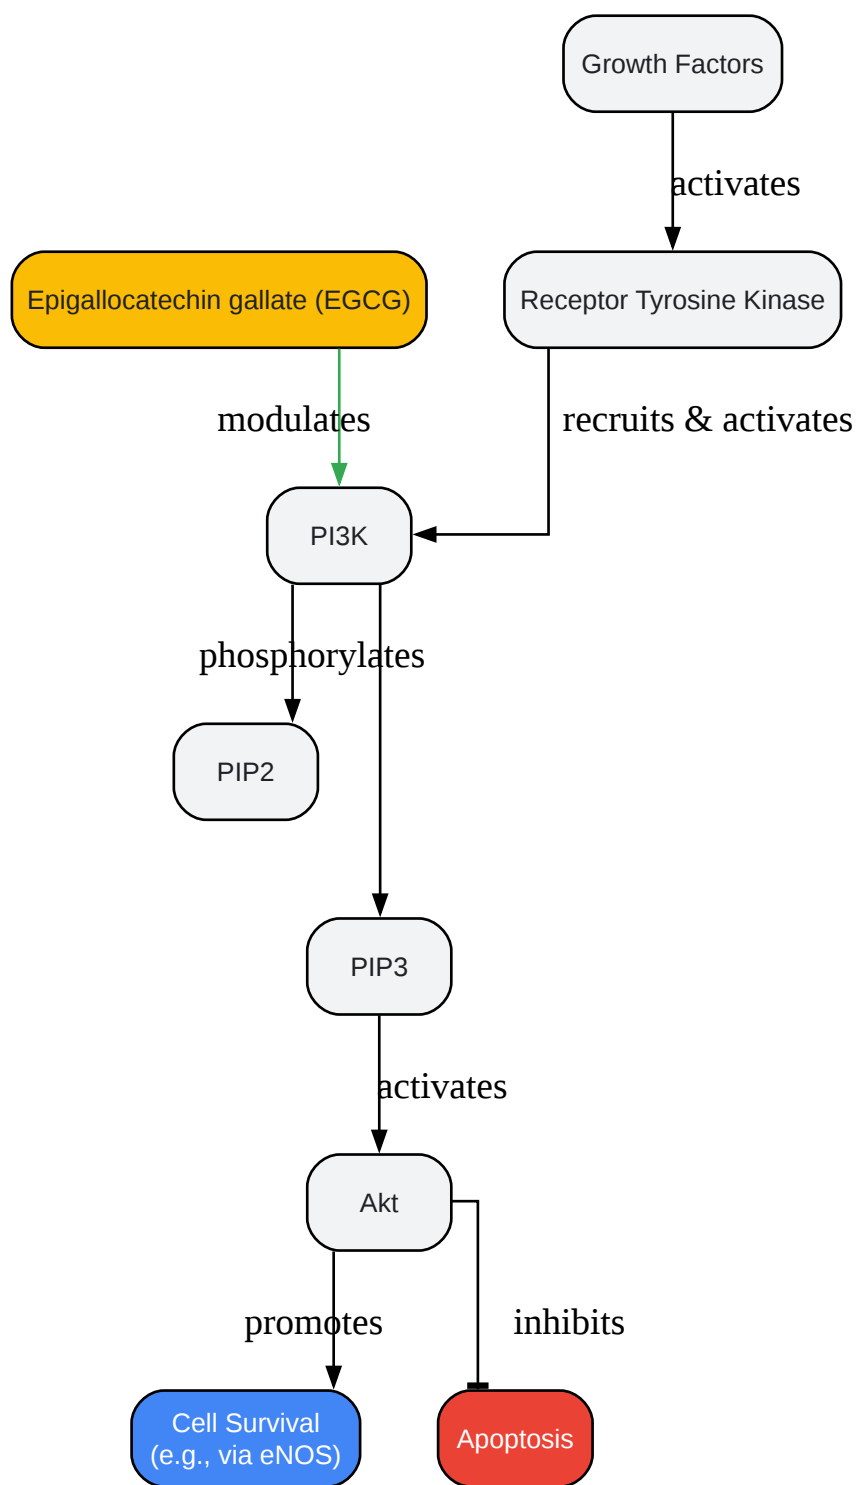 Growth Factors
activates
Epigallocatechin gallate (EGCG)
Receptor Tyrosine Kinase
modulates
recruits & activates
PI3K
phosphorylates
PIP2
PIP3
activates
Akt
promotes
inhibits
Cell Survival
(e.g., via eNOS)
Apoptosis